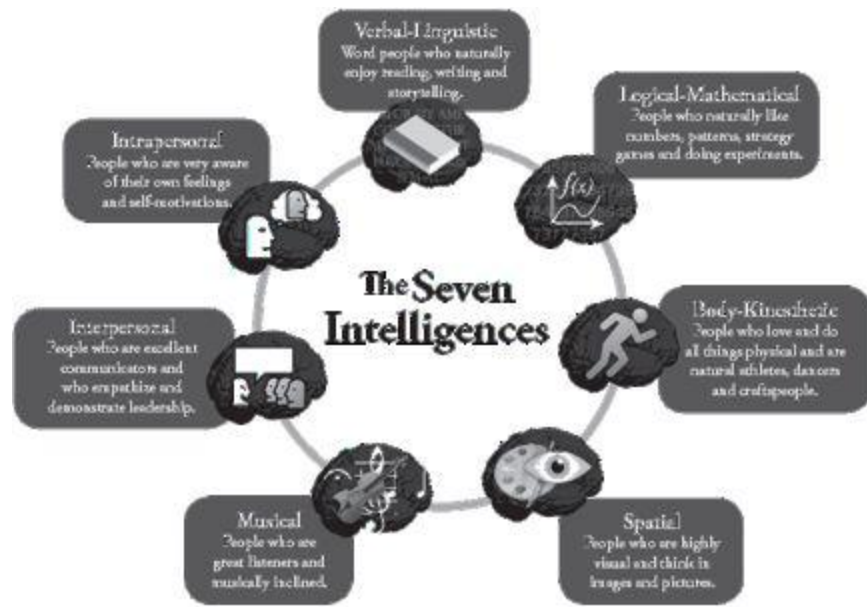 Verbal-Linguistic
Word people who naturally
enjoy reading, writing and
storytelling.
Logical-Mathematical
People who naturally like
numbers, patterns, strategy
games and doing experiments.
f(x)
Body-Kinesthetic
People who love and do
all things physical and are
natural athletes, dancers
and craftspeople.
Spatial
People who are highly
visual and think in
images and pictures.
Musical
People who are
great listeners and
musically inclined.
Interpersonal
People who are excellent
communicators and
who empathize and
demonstrate leadership.
Intrapersonal
People who are very aware
of their own feelings
and self-motivations.
The Seven
Intelligences